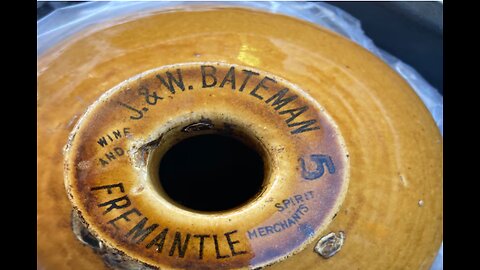 J. & W. BATEMAN
5
WINE
AND
SPIRIT
MERCHANTS
FREMANTLE